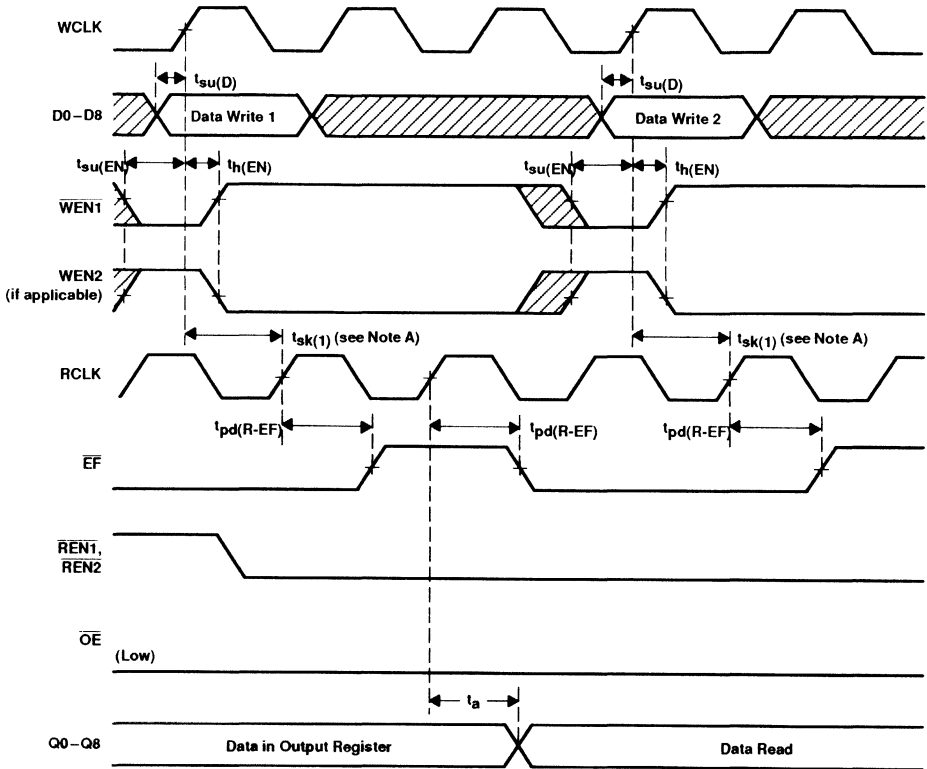 WCLK
tsu(D)
tsu(D)
D0–D8
Data Write 1
Data Write 2
tsu(EN)
th(EN)
tsu(EN)
th(EN)
WEN1
WEN2
(if applicable)
tsk(1) (see Note A)
tsk(1) (see Note A)
RCLK
tpd(R-EF)
tpd(R-EF)
tpd(R-EF)
EF
REN1,
REN2
OE
(Low)
ta
Q0–Q8
Data in Output Register
Data Read